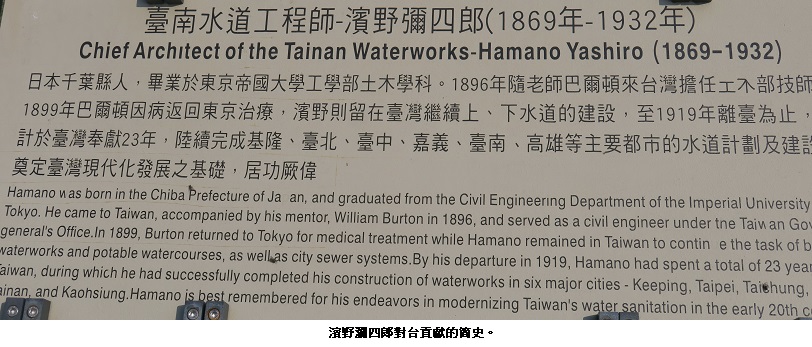 臺南水道工程師-濱野彌四郎(1869年-1932年)
Chief Architect of the Tainan Waterworks-Hamano Yashiro (1869–1932)
日本千葉縣人，畢業於東京帝國大學工學部土木學科。1896年隨老師巴爾頓來台灣擔任土木部技師
1899年巴爾頓因病返回東京治療，濱野則留在臺灣繼續上、下水道的建設，至1919年離臺為止，
計於臺灣奉獻23年，陸續完成基隆、臺北、臺中、嘉義、臺南、高雄等主要都市的水道計劃及建設
奠定臺灣現代化發展之基礎，居功厥偉
Hamano was born in the Chiba Prefecture of Ja an, and graduated from the Civil Engineering Department of the Imperial University
Tokyo. He came to Taiwan, accompanied by his mentor, William Burton in 1896, and served as a civil engineer under the Taiwan Gov
general's Office.In 1899, Burton returned to Tokyo for medical treatment while Hamano remained in Taiwan to contin e the task of b
waterworks and potable watercourses, as well as city sewer systems.By his departure in 1919, Hamano had spent a total of 23 year
aiwan, during which he had successfully completed his construction of waterworks in six major cities - Keeping, Taipei, Taichung,
ainan, and Kaohsiung.Hamano is best remembered for his endeavors in modernizing Taiwan's water sanitation in the early 20th c
濱野彌四郎對台貢獻的簡史。